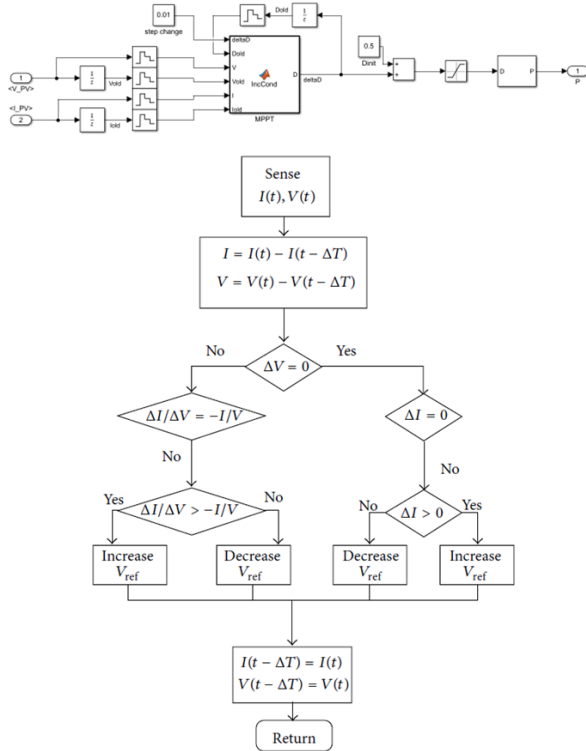 0.01
step change
Dold
1/z
deltaD
Dold
V
Vold
I
Iold
IncCond
D
MPPT
deltaD
0.5
Dinit
+
+
D
P
1
P
1
<V_PV>
1/z
Vold
<I_PV>
2
1/z
Iold
Sense
I(t), V(t)
I = I(t) − I(t − ΔT)
V = V(t) − V(t − ΔT)
No
ΔV = 0
Yes
ΔI/ΔV = −I/V
ΔI = 0
No
No
Yes
ΔI/ΔV > −I/V
No
No
ΔI > 0
Yes
Increase
Vref
Decrease
Vref
Decrease
Vref
Increase
Vref
I(t − ΔT) = I(t)
V(t − ΔT) = V(t)
Return